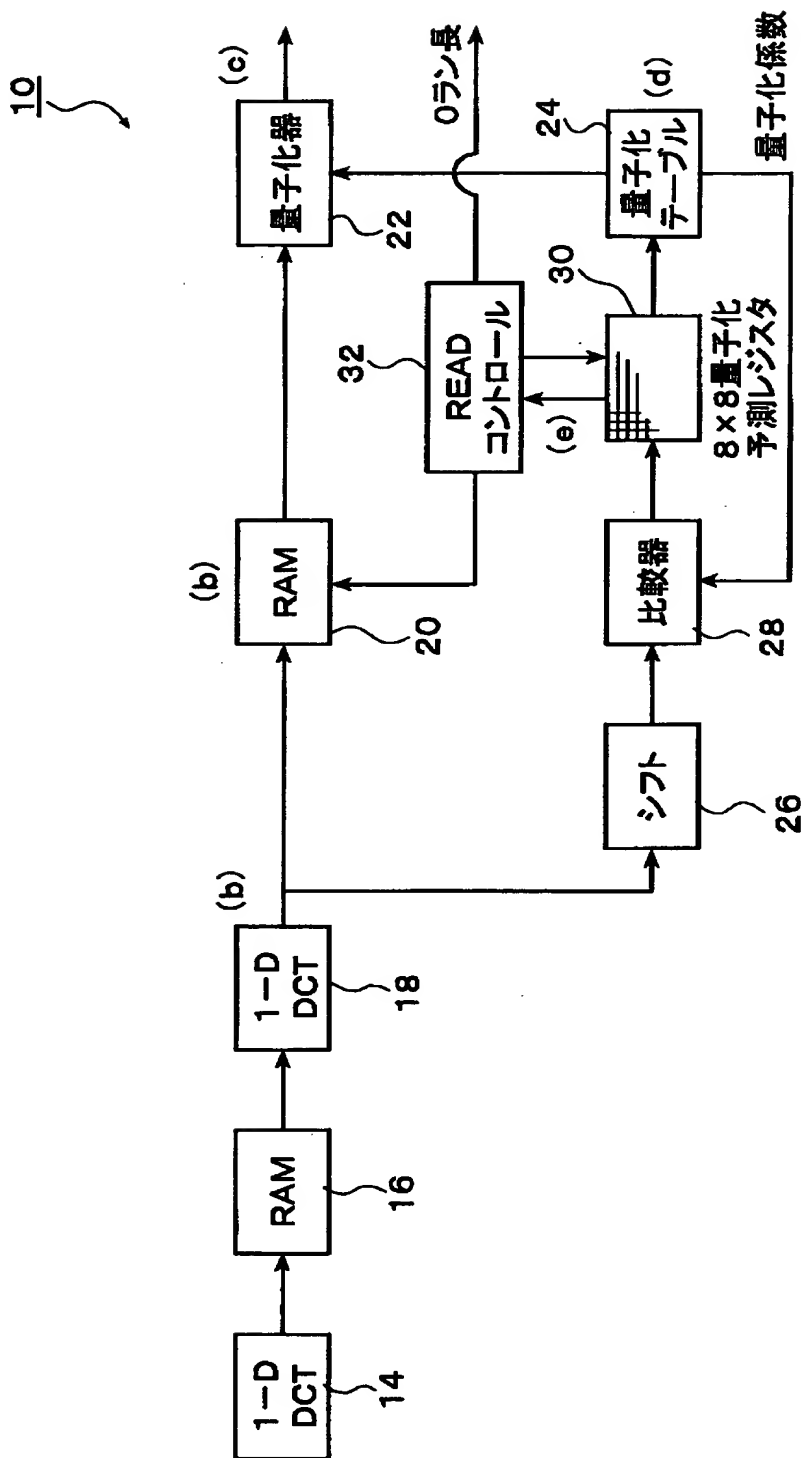 10
1-D
DCT
14
RAM
16
1-D
DCT
18
(b)
RAM
20
(b)
量子化器
22
(c)
READ
コントロール
32
0ラン長
(e)
シフト
26
比較器
28
30
8×8量子化
予測レジスタ
量子化
テーブル
24
(d)
量子化係数